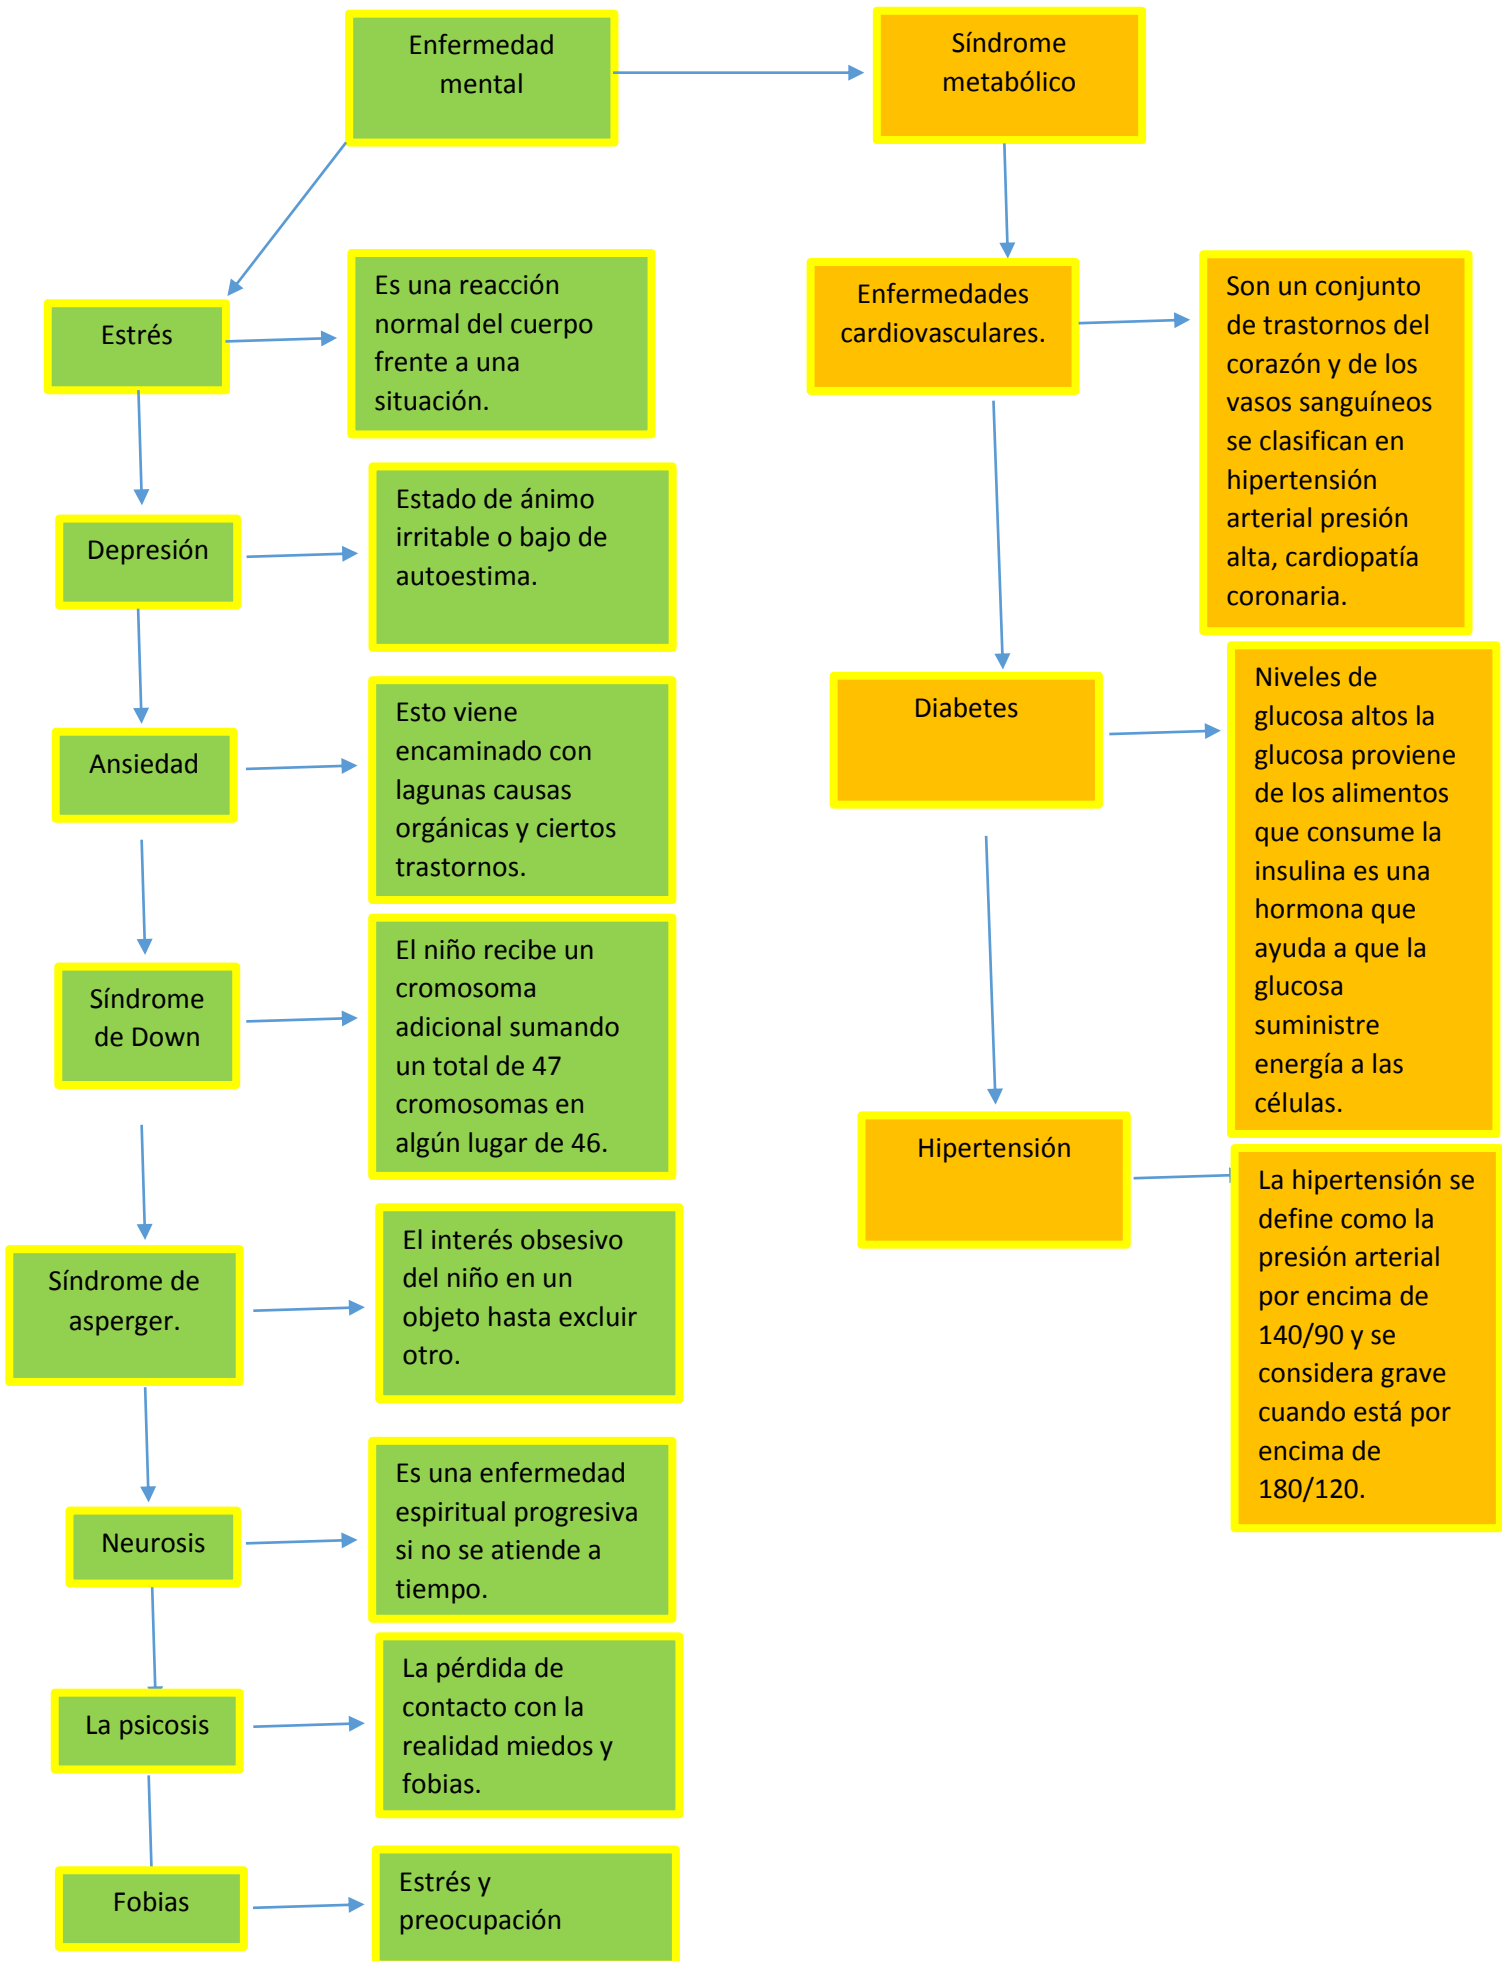 Enfermedad
mental
Síndrome
metabólico
Estrés
Es una reacción
normal del cuerpo
frente a una
situación.
Depresión
Estado de ánimo
irritable o bajo de
autoestima.
Ansiedad
Esto viene
encaminado con
lagunas causas
orgánicas y ciertos
trastornos.
Síndrome
de Down
El niño recibe un
cromosoma
adicional sumando
un total de 47
cromosomas en
algún lugar de 46.
Síndrome de
asperger.
El interés obsesivo
del niño en un
objeto hasta excluir
otro.
Neurosis
Es una enfermedad
espiritual progresiva
si no se atiende a
tiempo.
La psicosis
La pérdida de
contacto con la
realidad miedos y
fobias.
Fobias
Estrés y
preocupación
Enfermedades
cardiovasculares.
Son un conjunto
de trastornos del
corazón y de los
vasos sanguíneos
se clasifican en
hipertensión
arterial presión
alta, cardiopatía
coronaria.
Diabetes
Niveles de
glucosa altos la
glucosa proviene
de los alimentos
que consume la
insulina es una
hormona que
ayuda a que la
glucosa
suministre
energía a las
células.
Hipertensión
La hipertensión se
define como la
presión arterial
por encima de
140/90 y se
considera grave
cuando está por
encima de
180/120.